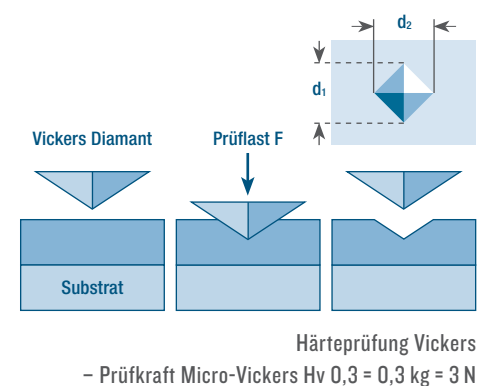 d₂
d₁
Vickers Diamant
Prüflast F
Substrat
Härteprüfung Vickers
– Prüfkraft Micro-Vickers Hv 0,3 = 0,3 kg = 3 N